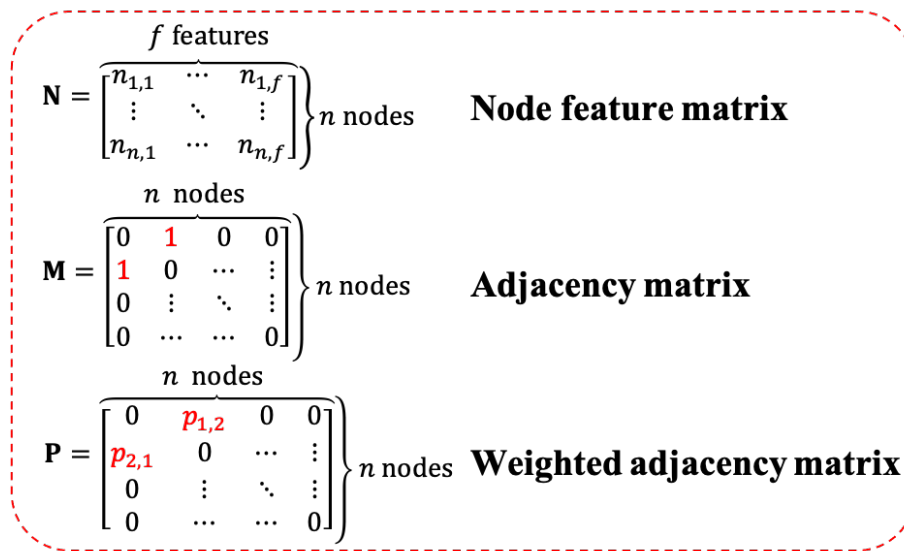 f features
N = [n1,1 ⋯ n1,f] n nodes Node feature matrix
⋮ ⋱ ⋮
nn,1 ⋯ nn,f
n nodes
M = [0 1 0 0] n nodes Adjacency matrix
1 0 ⋯ ⋮
0 ⋮ ⋱ ⋮
0 ⋯ ⋯ 0
n nodes
P = [0 p1,2 0 0] n nodes Weighted adjacency matrix
p2,1 0 ⋯ ⋮
0 ⋮ ⋱ ⋮
0 ⋯ ⋯ 0